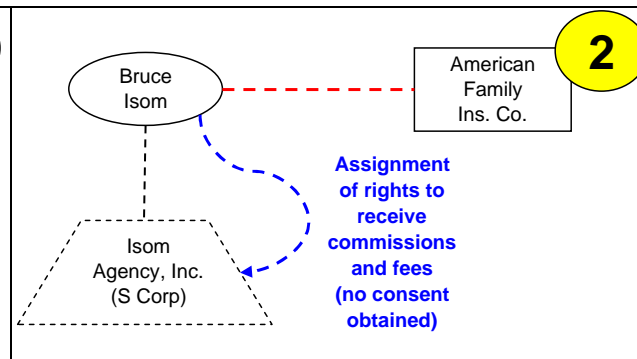 Bruce
Isom
American
Family
Ins. Co.
2
Assignment
of rights to
receive
commissions
and fees
(no consent
obtained)
Isom
Agency, Inc.
(S Corp)